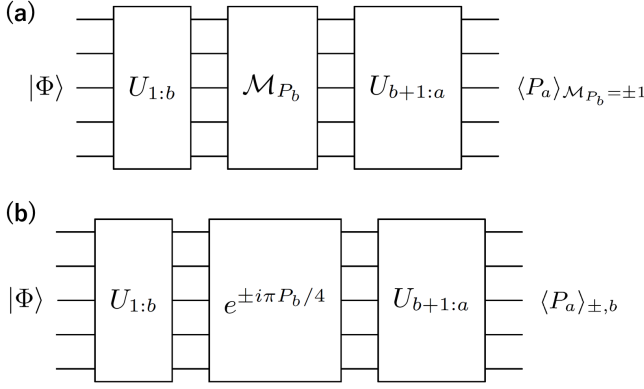 (a)
|Φ⟩ U_{1:b} ℳ_{P_b} U_{b+1:a} ⟨P_a⟩_{ℳ_{P_b}=±1}
(b)
|Φ⟩ U_{1:b} e^{±iπP_b/4} U_{b+1:a} ⟨P_a⟩_{±,b}